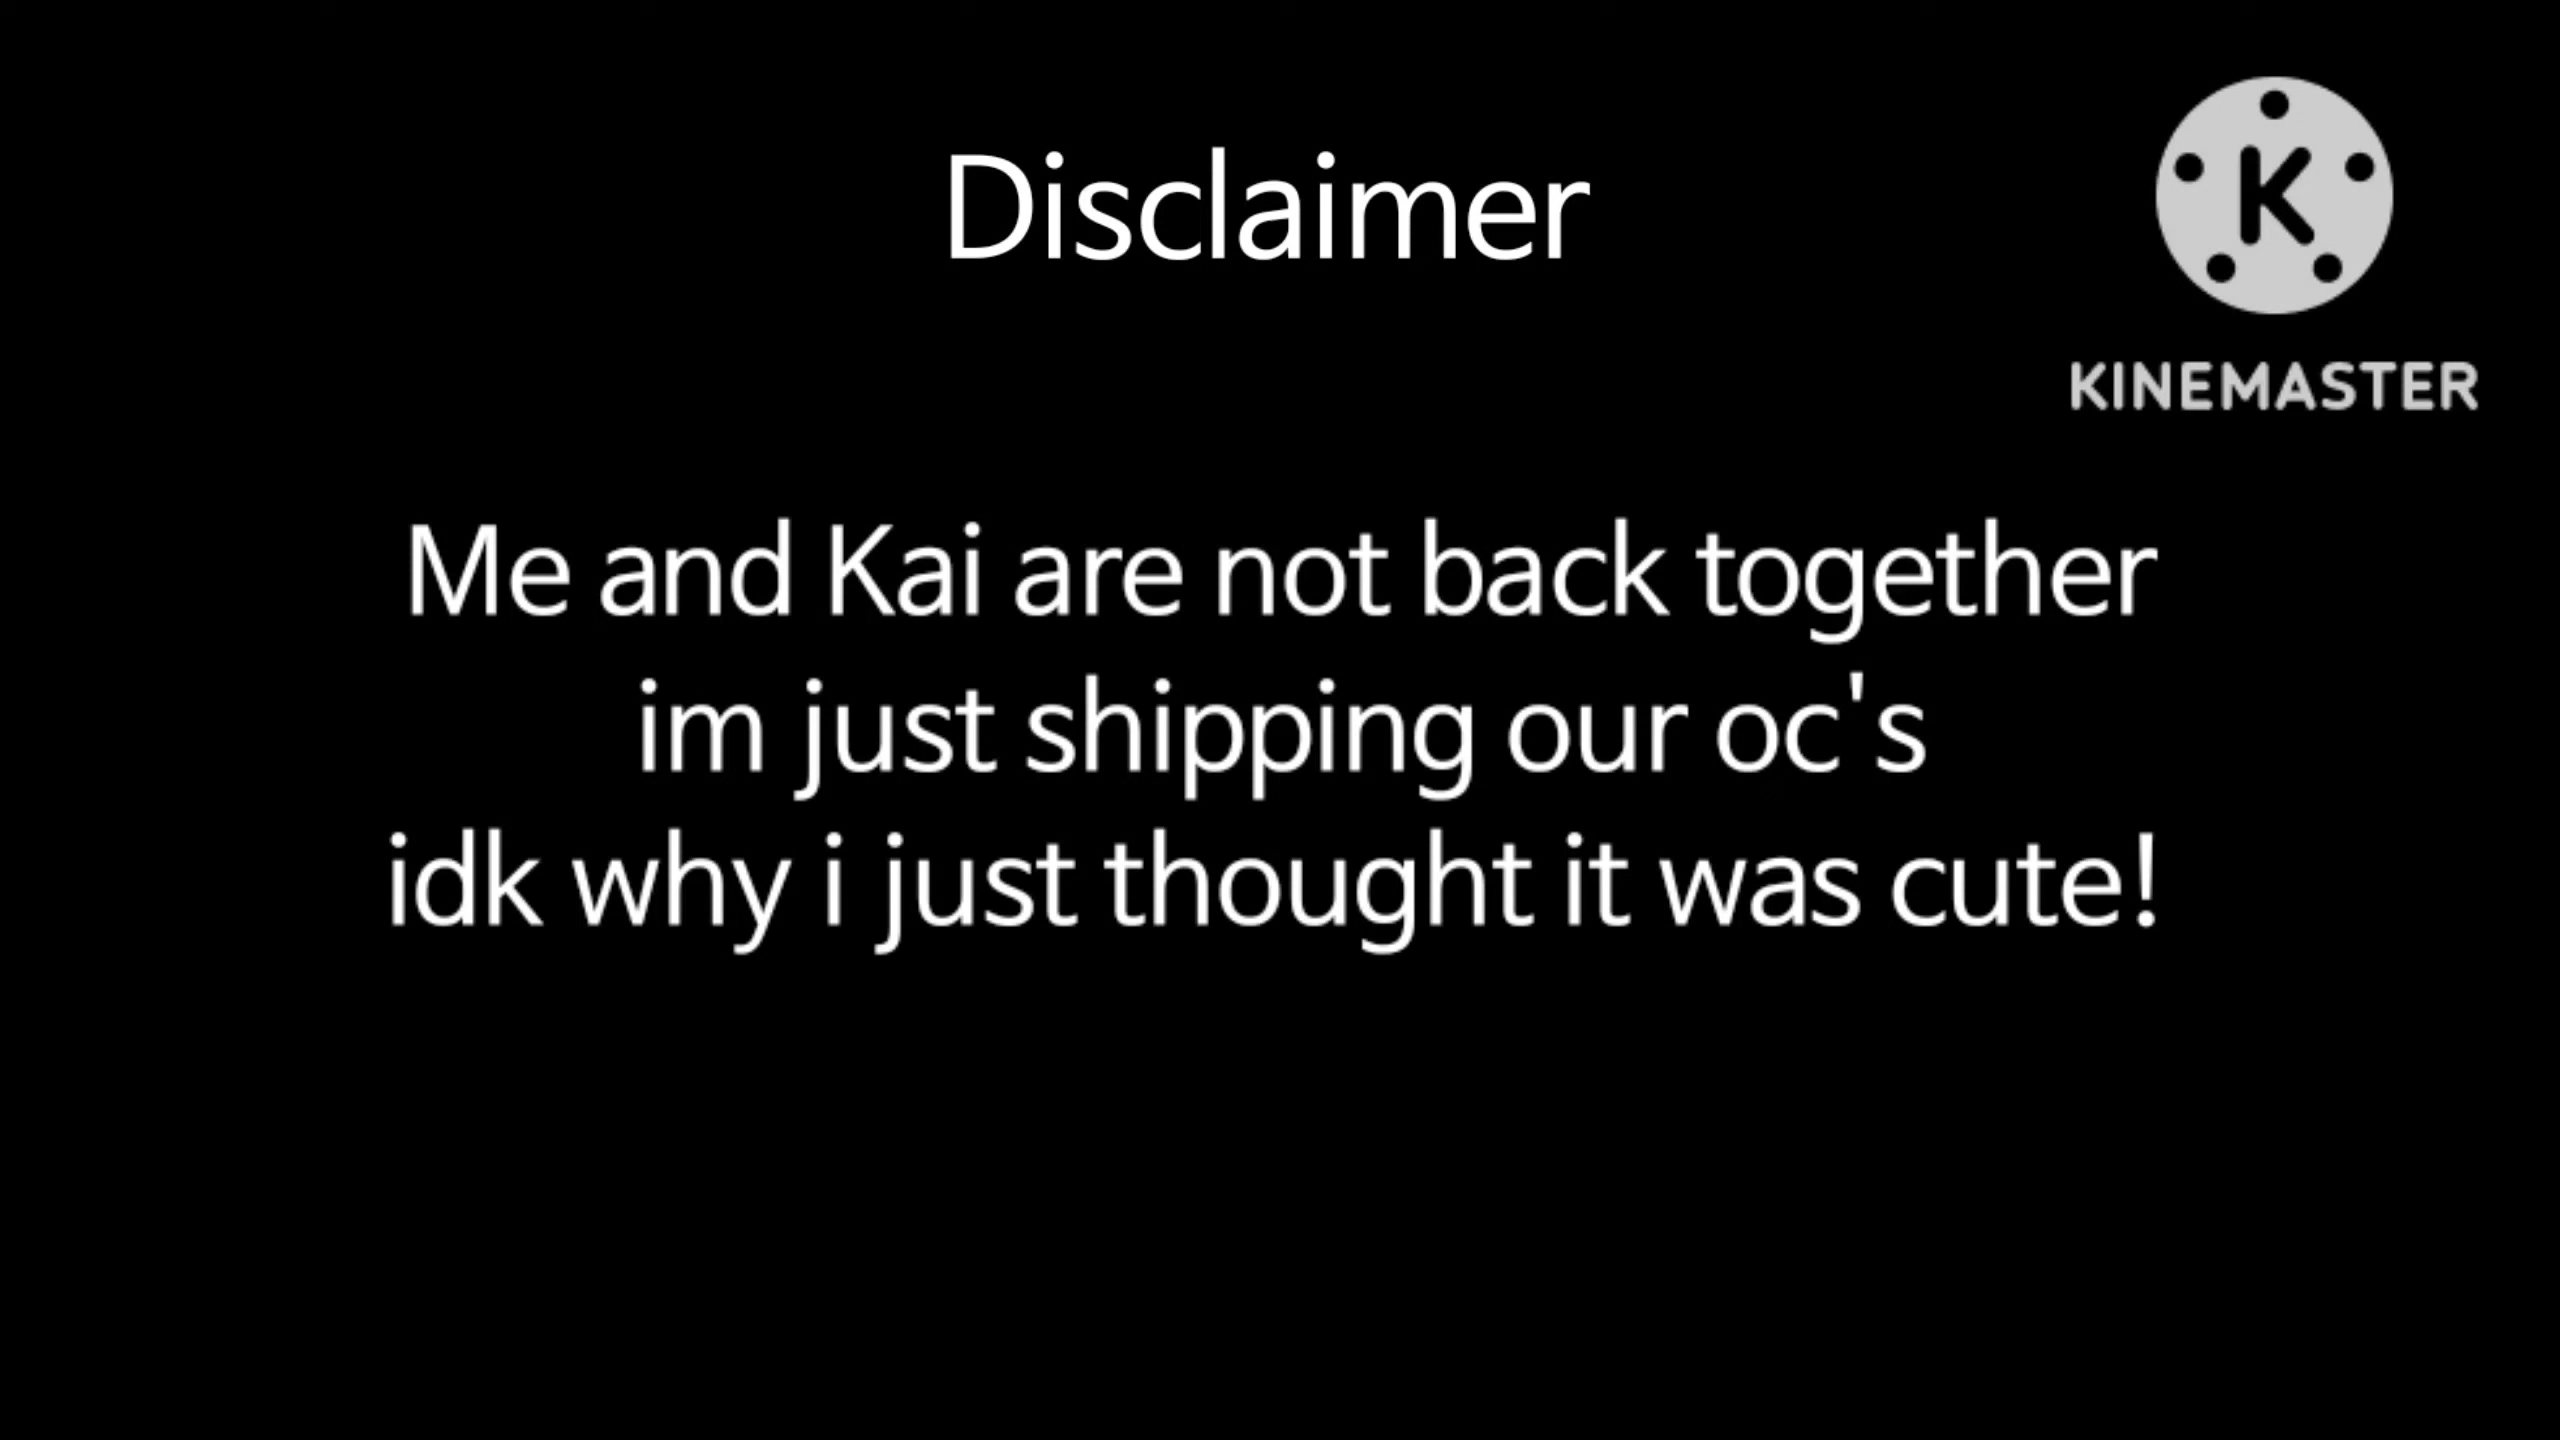 Disclaimer
KINEMASTER
Me and Kai are not back together
im just shipping our oc's
idk why i just thought it was cute!